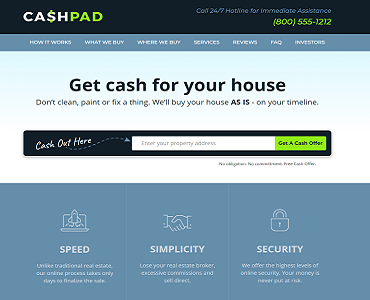 CA$HPAD
Call 24/7 Hotline for Immediate Assistance
(800) 555-1212
HOW IT WORKS WHAT WE BUY WHERE WE BUY SERVICES REVIEWS FAQ INVESTORS
Get cash for your house
Don't clean, paint or fix a thing. We'll buy your house AS IS - on your timeline.
Cash Out Here Enter your property address Get A Cash Offer
No obligation. No commitment. Free Cash Offer.
SPEED
Unlike traditional real estate,
our online process takes only
days to finalize the sale.
SIMPLICITY
Lose your real estate broker,
excessive commissions and
sell direct.
SECURITY
We offer the highest levels of
online security. Your money is
never put at risk.